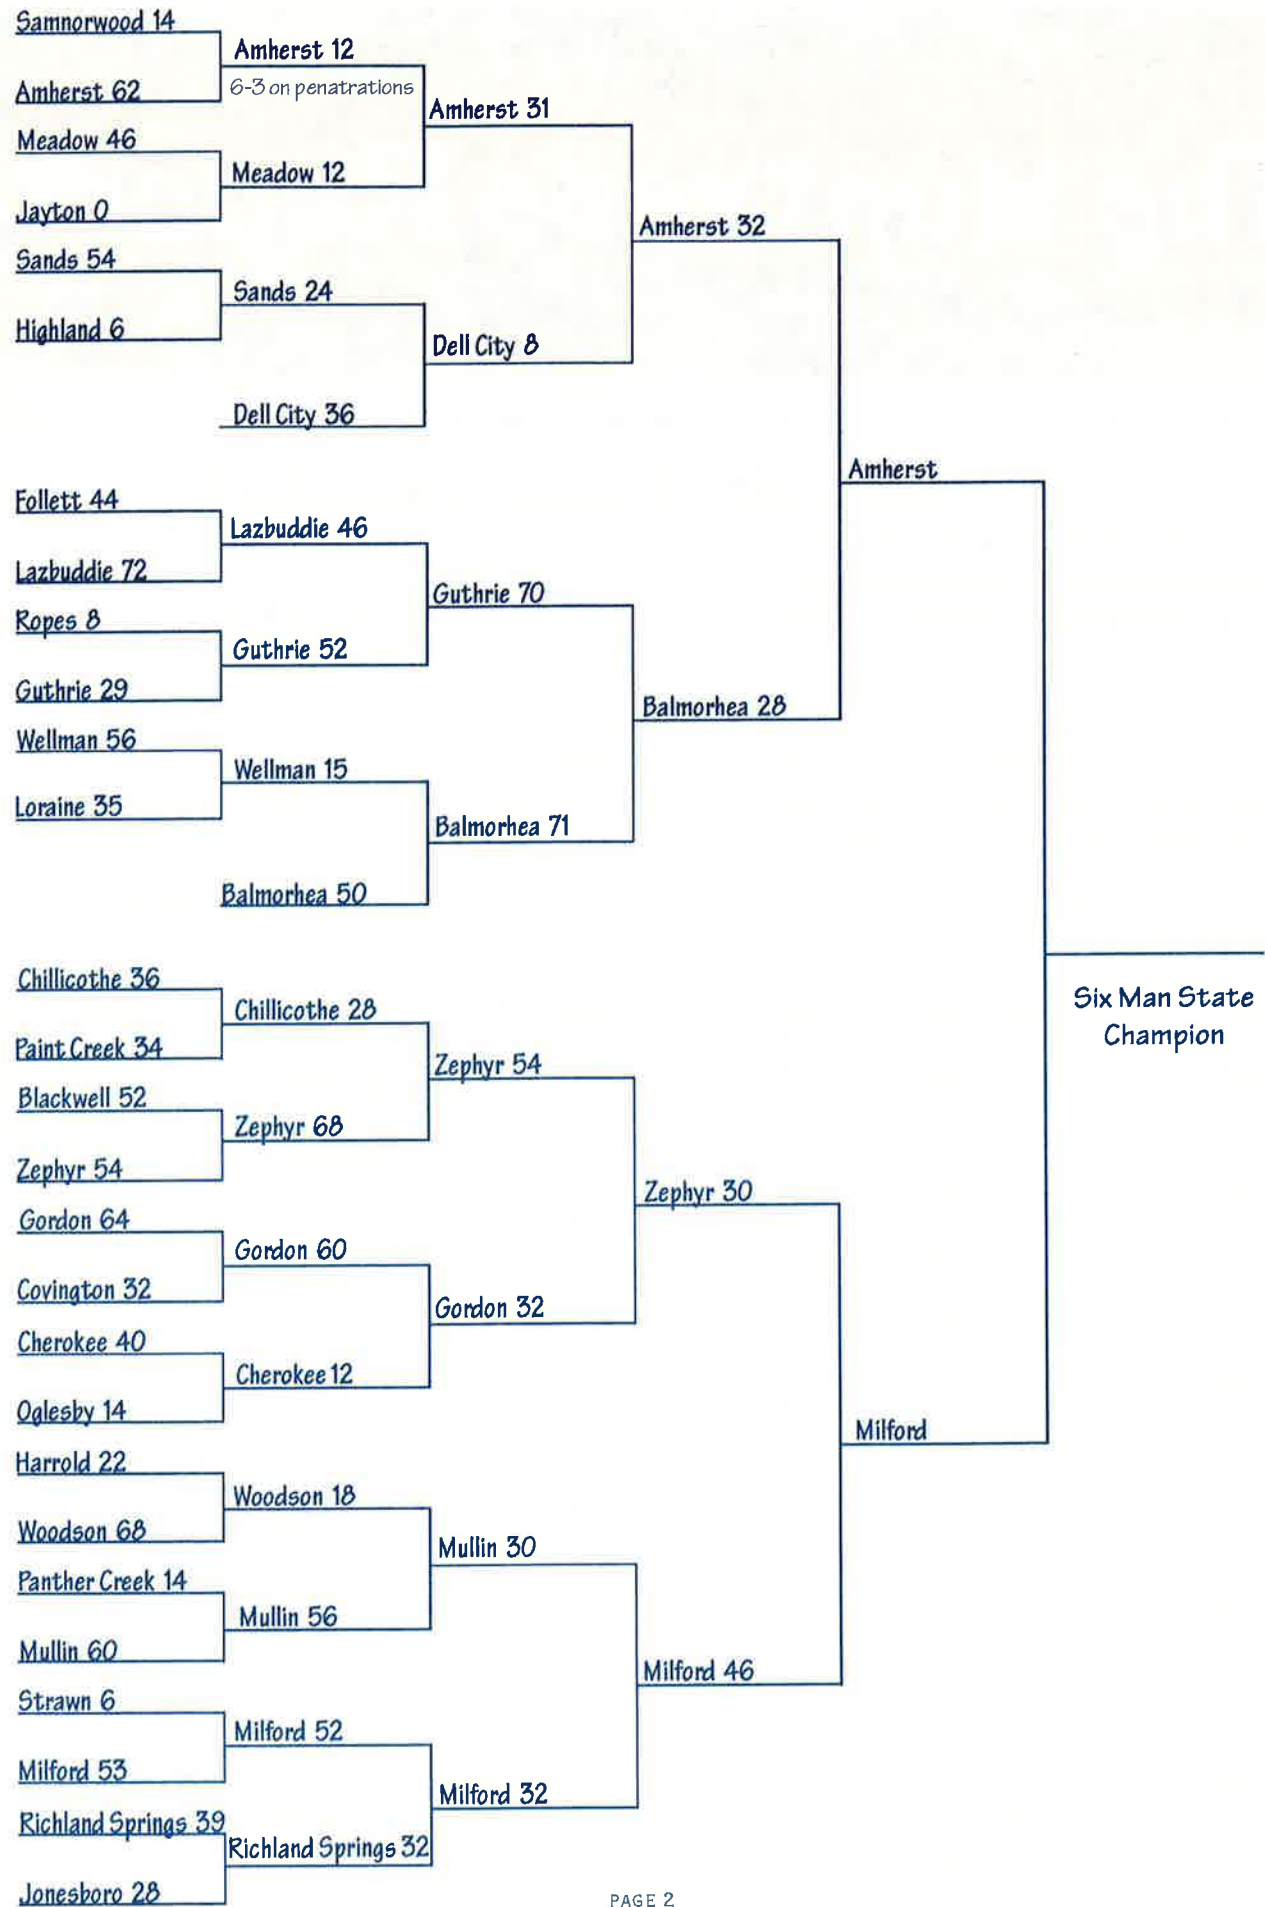 Samnorwood 14
Amherst 12
6-3 on penatrations
Amherst 62
Amherst 31
Meadow 46
Meadow 12
Jayton 0
Amherst 32
Sands 54
Sands 24
Highland 6
Dell City 8
Dell City 36
Amherst
Follett 44
Lazbuddie 46
Lazbuddie 72
Guthrie 70
Ropes 8
Guthrie 52
Guthrie 29
Balmorhea 28
Wellman 56
Wellman 15
Loraine 35
Balmorhea 71
Balmorhea 50
Chillicothe 36
Six Man State
Champion
Chillicothe 28
Paint Creek 34
Zephyr 54
Blackwell 52
Zephyr 68
Zephyr 54
Zephyr 30
Gordon 64
Gordon 60
Covington 32
Gordon 32
Cherokee 40
Cherokee 12
Oglesby 14
Milford
Harrold 22
Woodson 18
Woodson 68
Mullin 30
Panther Creek 14
Mullin 56
Mullin 60
Milford 46
Strawn 6
Milford 52
Milford 53
Milford 32
Richland Springs 39
Richland Springs 32
Jonesboro 28
PAGE 2